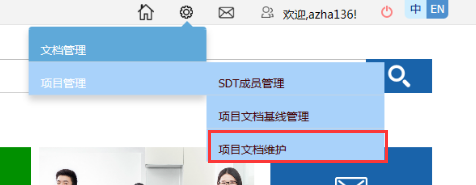 欢迎,azha136!
中 EN
文档管理
项目管理
SDT成员管理
项目文档基线管理
项目文档维护